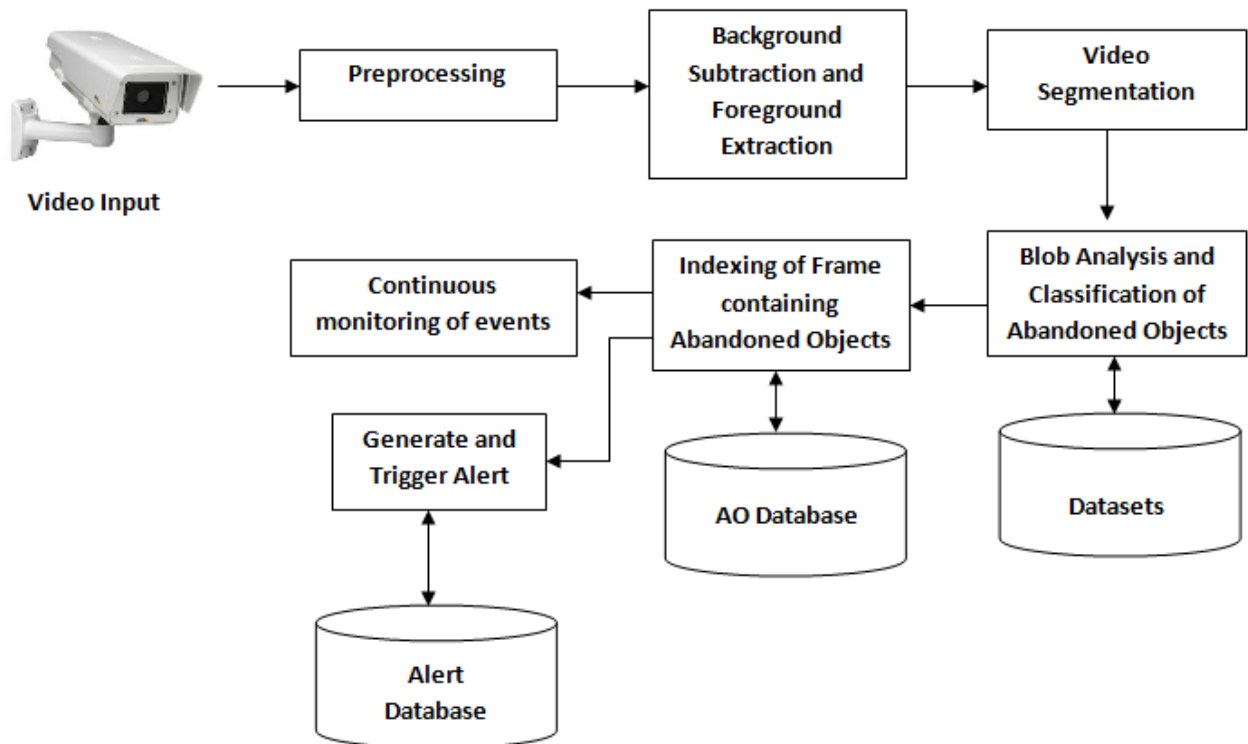 Video Input
Preprocessing
Background
Subtraction and
Foreground
Extraction
Video
Segmentation
Blob Analysis and
Classification of
Abandoned Objects
Datasets
Indexing of Frame
containing
Abandoned Objects
AO Database
Continuous
monitoring of events
Generate and
Trigger Alert
Alert
Database